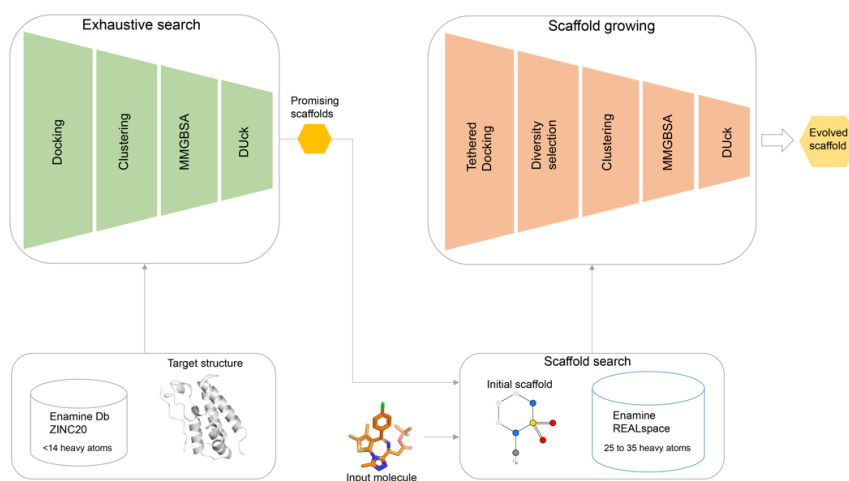 Exhaustive search
Docking
Clustering
MMGBSA
DUck
Promising
scaffolds
Scaffold growing
Tethered
Docking
Diversity
selection
Clustering
MMGBSA
DUck
Evolved
scaffold
Target structure
Enamine Db
ZINC20
<14 heavy atoms
Input molecule
Scaffold search
Initial scaffold
Enamine
REALspace
25 to 35 heavy atoms